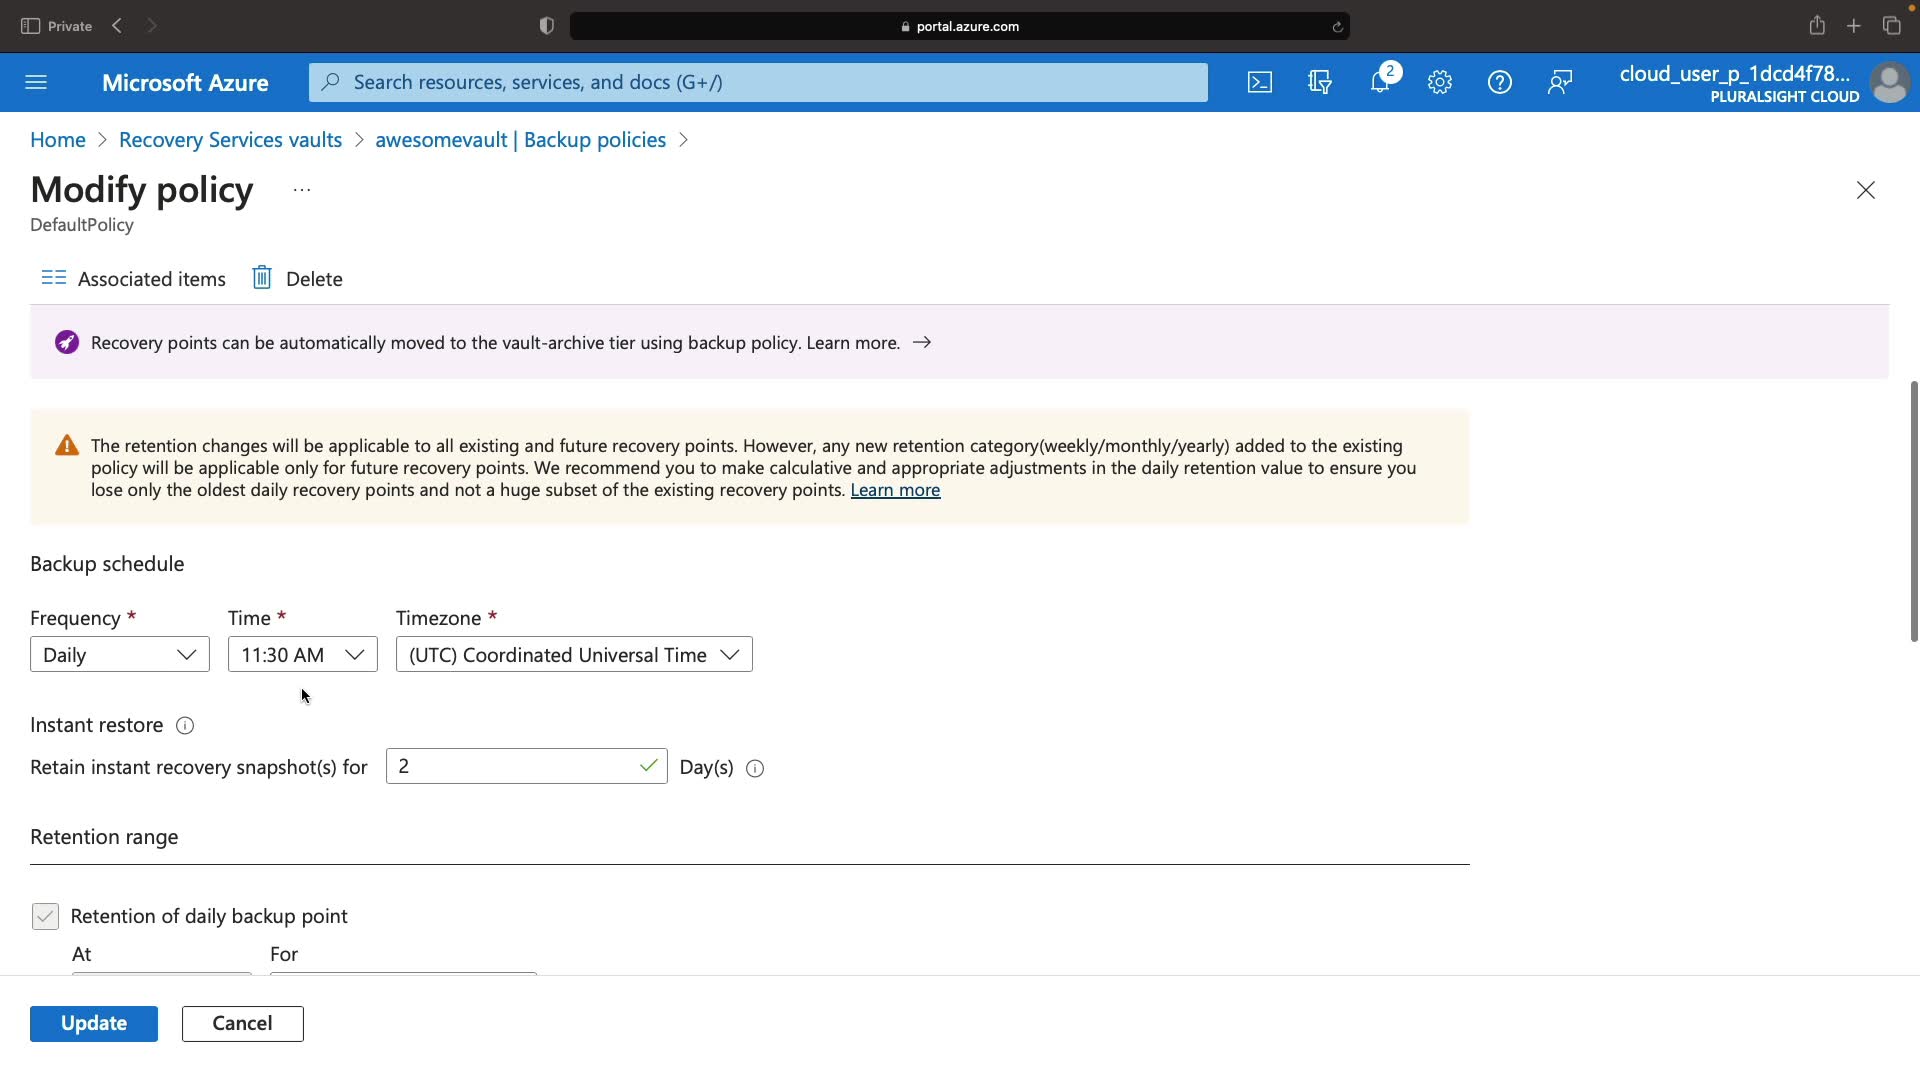 Private
portal.azure.com
Microsoft Azure
Search resources, services, and docs (G+/)
2
cloud_user_p_1dcd4f78...
PLURALSIGHT CLOUD
Home > Recovery Services vaults > awesomevault | Backup policies >
Modify policy ...
DefaultPolicy
Associated items
Delete
Recovery points can be automatically moved to the vault-archive tier using backup policy. Learn more. →
The retention changes will be applicable to all existing and future recovery points. However, any new retention category(weekly/monthly/yearly) added to the existing
policy will be applicable only for future recovery points. We recommend you to make calculative and appropriate adjustments in the daily retention value to ensure you
lose only the oldest daily recovery points and not a huge subset of the existing recovery points. Learn more
Backup schedule
Frequency * Time * Timezone *
Daily 11:30 AM (UTC) Coordinated Universal Time
Instant restore
Retain instant recovery snapshot(s) for 2 Day(s)
Retention range
Retention of daily backup point
At For
Update Cancel